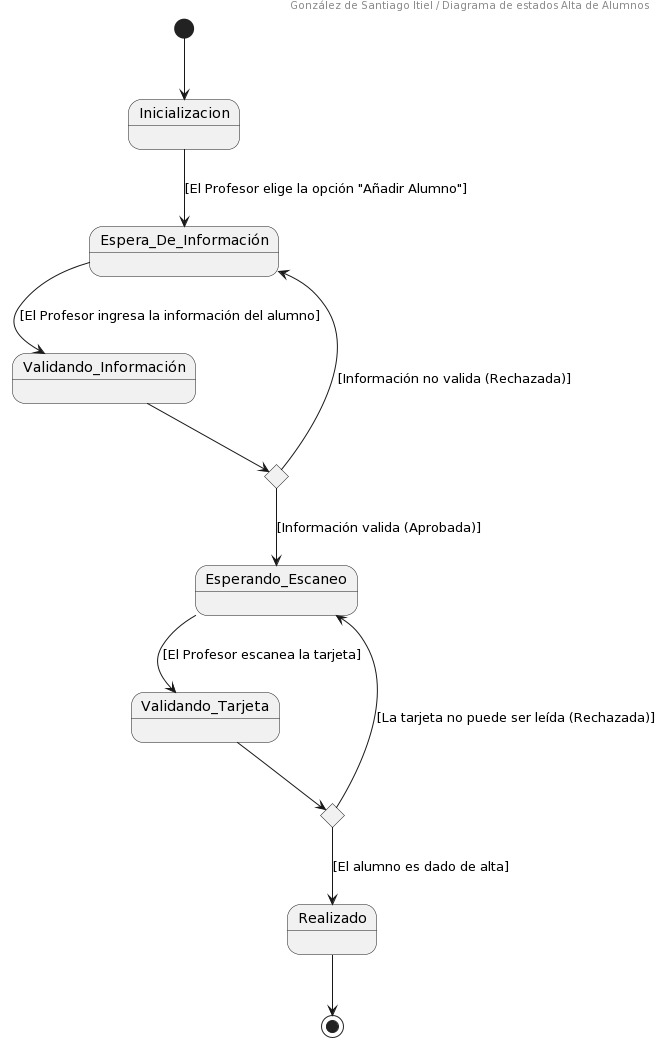 González de Santiago Itiel / Diagrama de estados Alta de Alumnos
Inicializacion
[El Profesor elige la opción "Añadir Alumno"]
Espera_De_Información
[El Profesor ingresa la información del alumno]
Validando_Información
[Información no valida (Rechazada)]
[Información valida (Aprobada)]
Esperando_Escaneo
[El Profesor escanea la tarjeta]
Validando_Tarjeta
[La tarjeta no puede ser leída (Rechazada)]
[El alumno es dado de alta]
Realizado